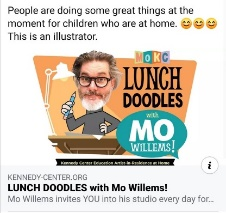 People are doing some great things at the
moment for children who are at home. 😊😊😊
This is an illustrator.
WOKC
LUNCH
DOODLES
with
MO
WILLEMS!
Kennedy Center Education Artist-in-Residence at Home
KENNEDY-CENTER.ORG
LUNCH DOODLES with Mo Willems!
Mo Willems invites YOU into his studio every day for...